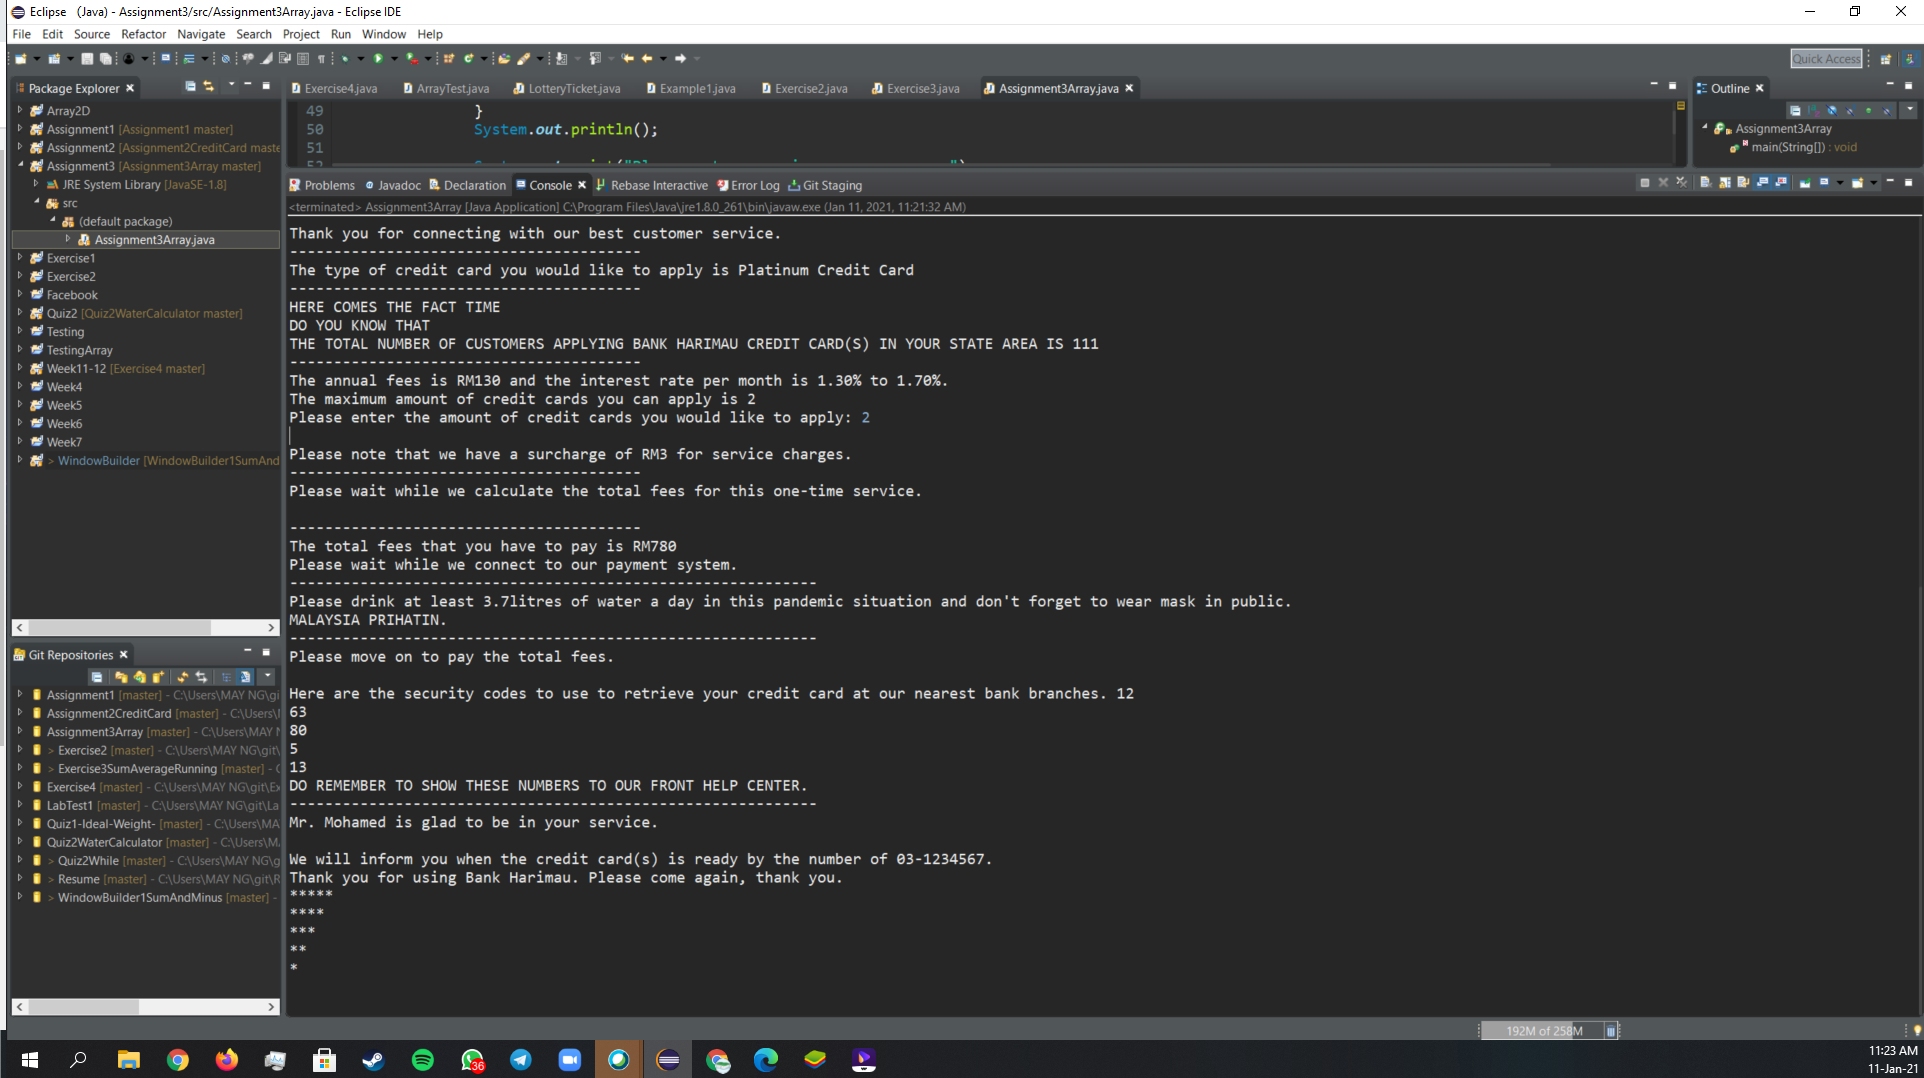 Eclipse (Java) - Assignment3/src/Assignment3Array.java - Eclipse IDE
File Edit Source Refactor Navigate Search Project Run Window Help
Quick Access
Package Explorer
Array2D
Assignment1 [Assignment1 master]
Assignment2 [Assignment2CreditCard maste
Assignment3 [Assignment3Array master]
JRE System Library [JavaSE-1.8]
src
(default package)
Assignment3Array.java
Exercise1
Exercise2
Facebook
Quiz2 [Quiz2WaterCalculator master]
Testing
TestingArray
Week11-12 [Exercise4 master]
Week4
Week5
Week6
Week7
> WindowBuilder [WindowBuilder1SumAnd
Git Repositories
Assignment1 [master] - C:\Users\MAY NG\gi
Assignment2CreditCard [master] - C:\Users\
Assignment3Array [master] - C:\Users\MAY
> Exercise2 [master] - C:\Users\MAY NG\git\
> Exercise3SumAverageRunning [master] -
Exercise4 [master] - C:\Users\MAY NG\git\Ex
LabTest1 [master] - C:\Users\MAY NG\git\La
Quiz1-Ideal-Weight- [master] - C:\Users\MA
Quiz2WaterCalculator [master] - C:\Users\M
> Quiz2While [master] - C:\Users\MAY NG\g
> Resume [master] - C:\Users\MAY NG\git\R
> WindowBuilder1SumAndMinus [master] -
Exercise4.java ArrayTest.java LotteryTicket.java Example1.java Exercise2.java Exercise3.java Assignment3Array.java
49 }
50 System.out.println();
51
Outline
Assignment3Array
main(String[]) : void
Problems Javadoc Declaration Console Rebase Interactive Error Log Git Staging
<terminated> Assignment3Array [Java Application] C:\Program Files\Java\jre1.8.0_261\bin\javaw.exe (Jan 11, 2021, 11:21:32 AM)
Thank you for connecting with our best customer service.
----------------------------------------
The type of credit card you would like to apply is Platinum Credit Card
----------------------------------------
HERE COMES THE FACT TIME
DO YOU KNOW THAT
THE TOTAL NUMBER OF CUSTOMERS APPLYING BANK HARIMAU CREDIT CARD(S) IN YOUR STATE AREA IS 111
----------------------------------------
The annual fees is RM130 and the interest rate per month is 1.30% to 1.70%.
The maximum amount of credit cards you can apply is 2
Please enter the amount of credit cards you would like to apply: 2
Please note that we have a surcharge of RM3 for service charges.
----------------------------------------
Please wait while we calculate the total fees for this one-time service.
----------------------------------------
The total fees that you have to pay is RM780
Please wait while we connect to our payment system.
------------------------------------------------------------
Please drink at least 3.7litres of water a day in this pandemic situation and don't forget to wear mask in public.
MALAYSIA PRIHATIN.
------------------------------------------------------------
Please move on to pay the total fees.
Here are the security codes to use to retrieve your credit card at our nearest bank branches. 12
63
80
5
13
DO REMEMBER TO SHOW THESE NUMBERS TO OUR FRONT HELP CENTER.
------------------------------------------------------------
Mr. Mohamed is glad to be in your service.
We will inform you when the credit card(s) is ready by the number of 03-1234567.
Thank you for using Bank Harimau. Please come again, thank you.
*****
****
***
**
*
192M of 258M
36
11:23 AM
11-Jan-21